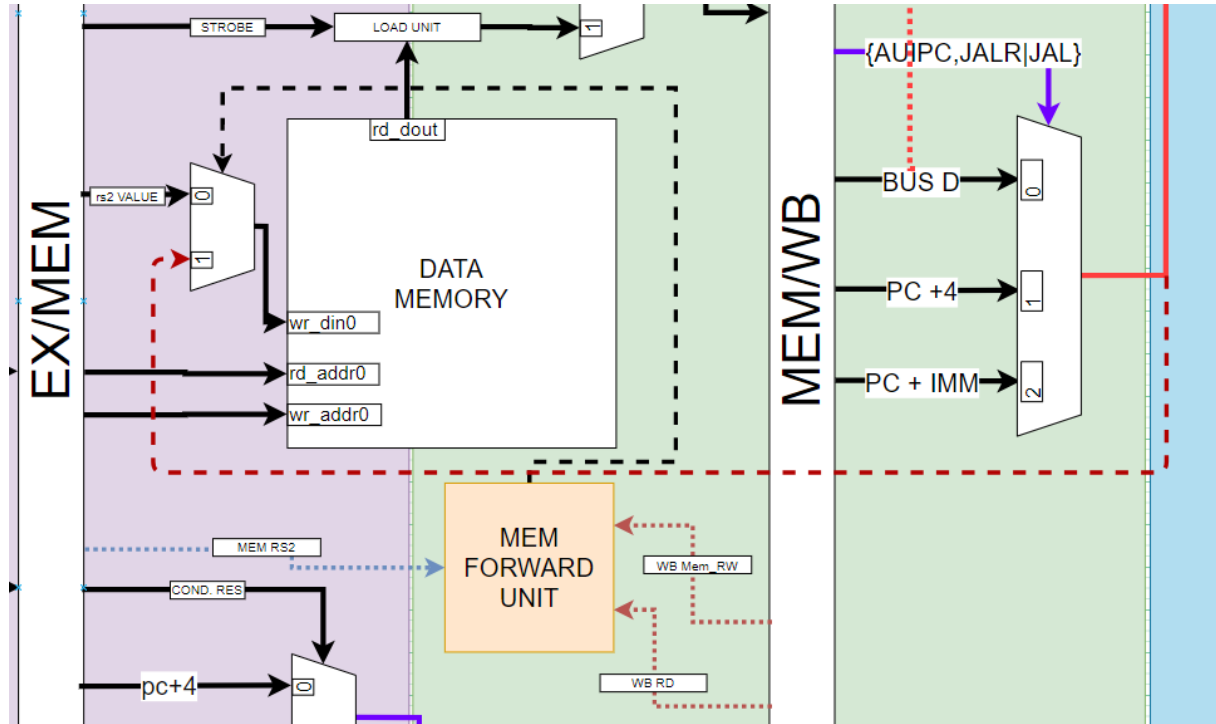 STROBE
LOAD UNIT
1
{AUIPC,JALR|JAL}
rd_dout
rs2 VALUE
0
1
EX/MEM
DATA
MEMORY
wr_din0
rd_addr0
wr_addr0
MEM/WB
BUS D
0
PC +4
1
PC + IMM
2
MEM RS2
MEM
FORWARD
UNIT
WB Mem_RW
WB RD
COND. RES
pc+4
0